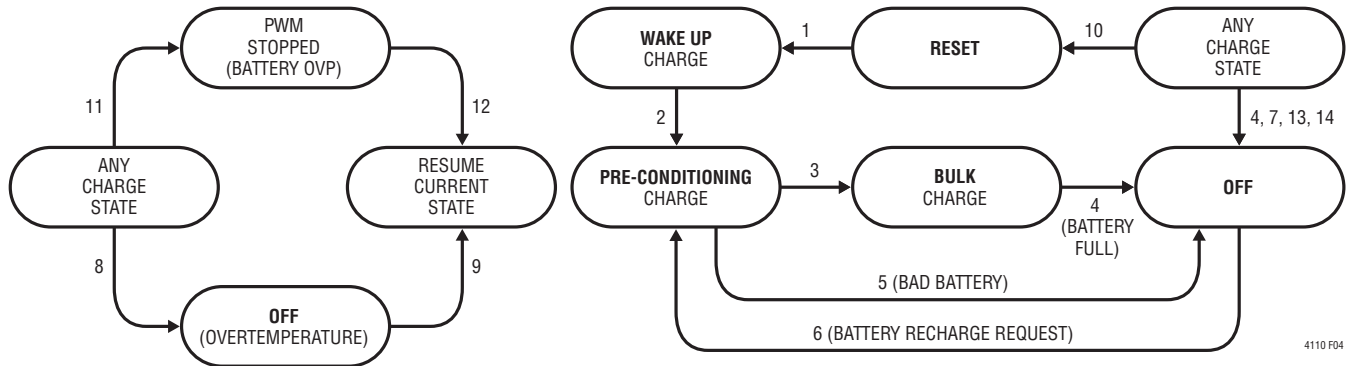 PWM
STOPPED
(BATTERY OVP)
11
12
ANY
CHARGE
STATE
RESUME
CURRENT
STATE
8
9
OFF
(OVERTEMPERATURE)
WAKE UP
CHARGE
1
RESET
10
ANY
CHARGE
STATE
2
4, 7, 13, 14
PRE-CONDITIONING
CHARGE
3
BULK
CHARGE
4
(BATTERY
FULL)
OFF
5 (BAD BATTERY)
6 (BATTERY RECHARGE REQUEST)
4110 F04